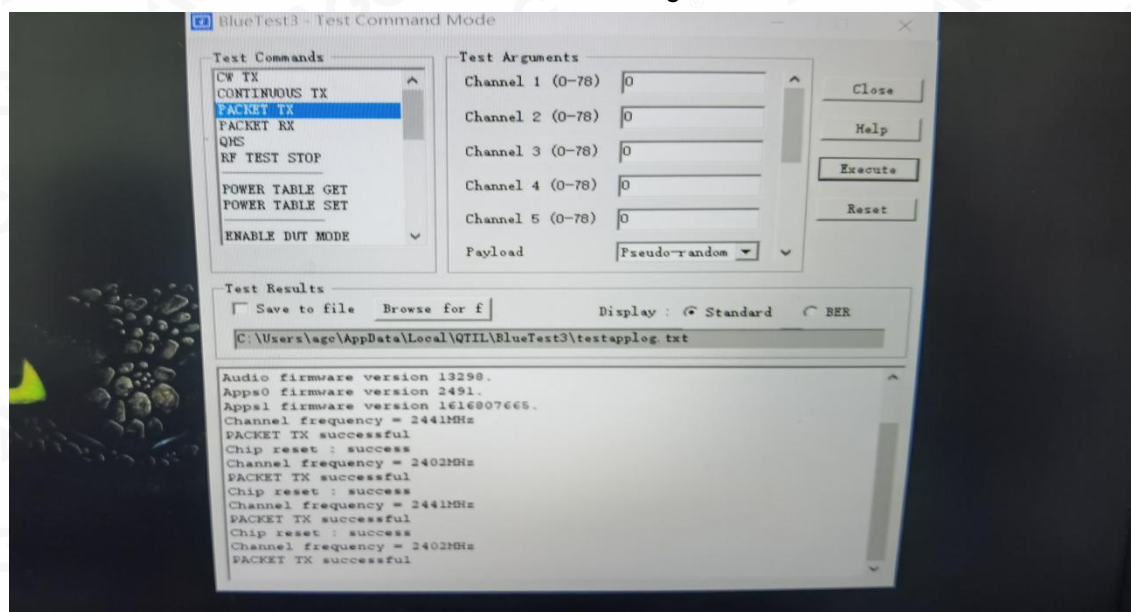 BlueTest3 - Test Command Mode
Test Commands
CW TX
CONTINUOUS TX
PACKET TX
PACKET RX
QHS
RF TEST STOP
POWER TABLE GET
POWER TABLE SET
ENABLE DUT MODE
Test Arguments
Channel 1 (0-78) 0
Channel 2 (0-78) 0
Channel 3 (0-78) 0
Channel 4 (0-78) 0
Channel 5 (0-78) 0
Payload Pseudo-random
Close
Help
Execute
Reset
Test Results
Save to file Browse for f Display : Standard BER
C:\Users\agc\AppData\Local\QTIL\BlueTest3\testapplog.txt
Audio firmware version 13298.
Apps0 firmware version 2491.
Apps1 firmware version 1616807665.
Channel frequency = 2441MHz
PACKET TX successful
Chip reset : success
Channel frequency = 2402MHz
PACKET TX successful
Chip reset : success
Channel frequency = 2441MHz
PACKET TX successful
Chip reset : success
Channel frequency = 2402MHz
PACKET TX successful